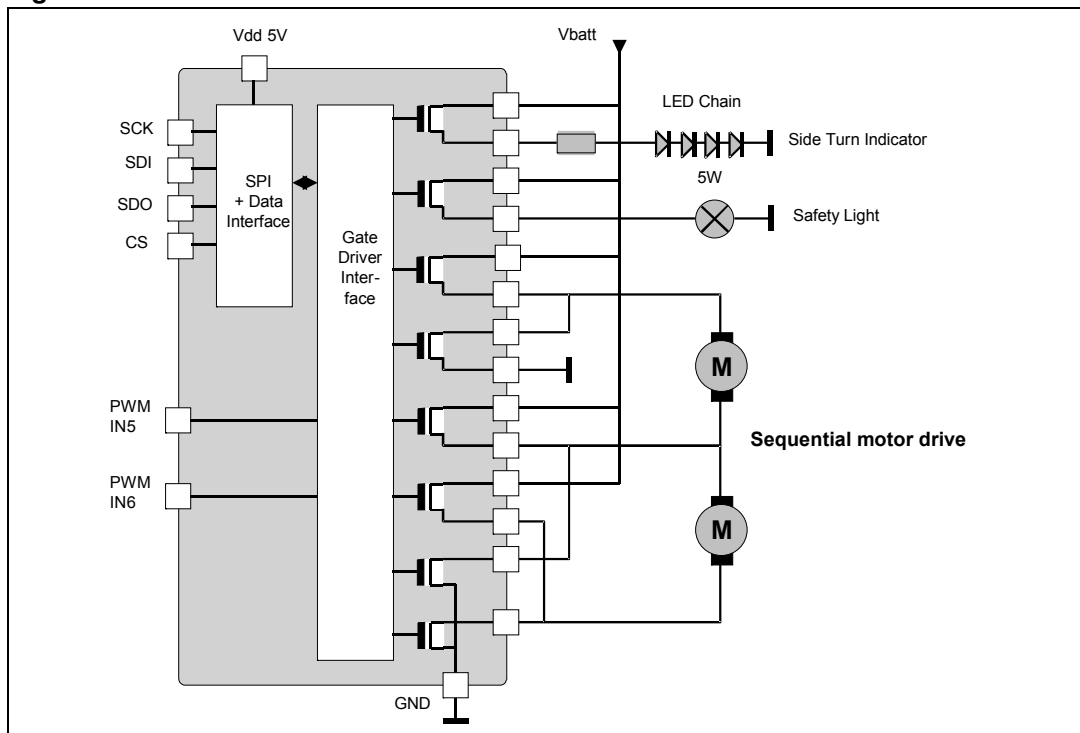 Vdd 5V
Vbatt
SCK
SDI
SDO
CS
SPI
+ Data
Interface
Gate
Driver
Inter-
face
LED Chain
Side Turn Indicator
5W
Safety Light
M
Sequential motor drive
M
PWM
IN5
PWM
IN6
GND